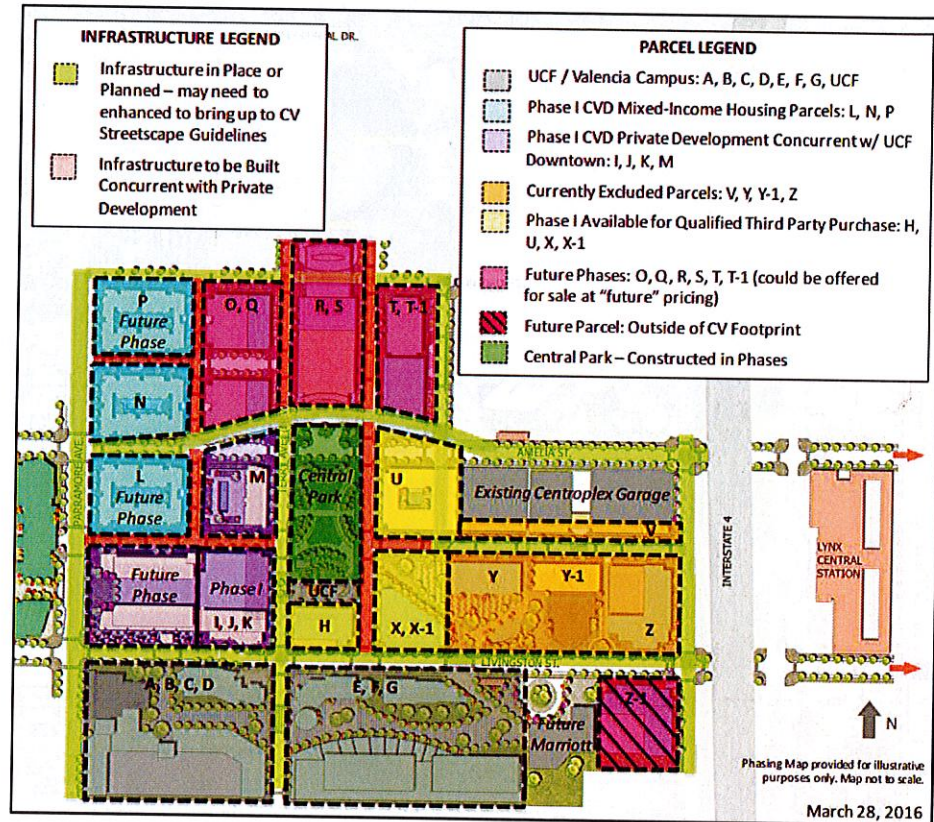 AL DR.
INFRASTRUCTURE LEGEND
Infrastructure in Place or
Planned – may need to
enhanced to bring up to CV
Streetscape Guidelines
Infrastructure to be Built
Concurrent with Private
Development
PARCEL LEGEND
UCF / Valencia Campus: A, B, C, D, E, F, G, UCF
Phase I CVD Mixed-Income Housing Parcels: L, N, P
Phase I CVD Private Development Concurrent w/ UCF
Downtown: I, J, K, M
Currently Excluded Parcels: V, Y, Y-1, Z
Phase I Available for Qualified Third Party Purchase: H,
U, X, X-1
Future Phases: O, Q, R, S, T, T-1 (could be offered
for sale at "future" pricing)
Future Parcel: Outside of CV Footprint
Central Park – Constructed in Phases
P
Future
Phase
O, Q
R, S
T, T-1
N
PARRAMORE AVE.
L
Future
Phase
M
Central
Park
U
AMELIA ST.
Existing Centroplex Garage
V
INTERSTATE 4
LYNX
CENTRAL
STATION
Future
Phase
Phase I
I, J, K
UCF
H
X, X-1
Y
Y-1
Z
LIVINGSTON ST.
A, B, C, D
E, F, G
Future
Marriott
Z-1
N
Phasing Map provided for illustrative
purposes only. Map not to scale.
March 28, 2016